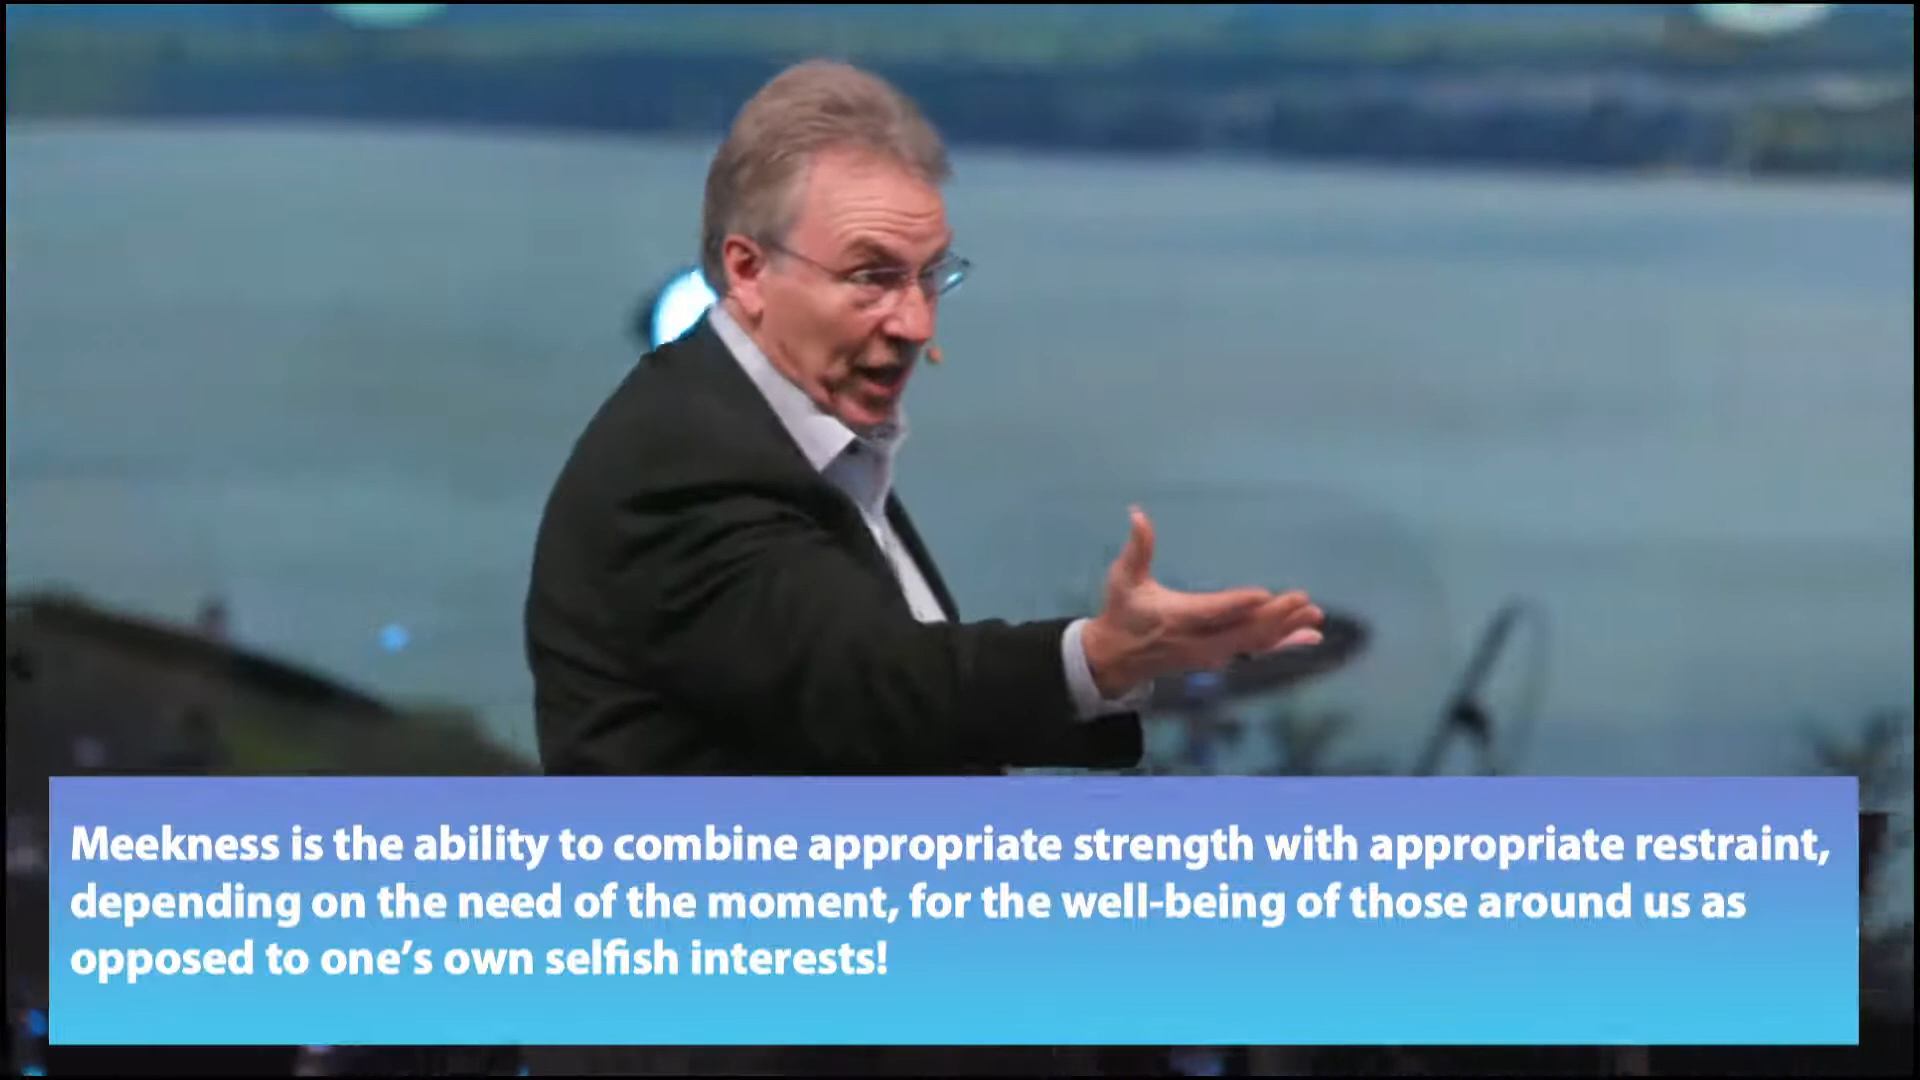 Meekness is the ability to combine appropriate strength with appropriate restraint,
depending on the need of the moment, for the well-being of those around us as
opposed to one’s own selfish interests!